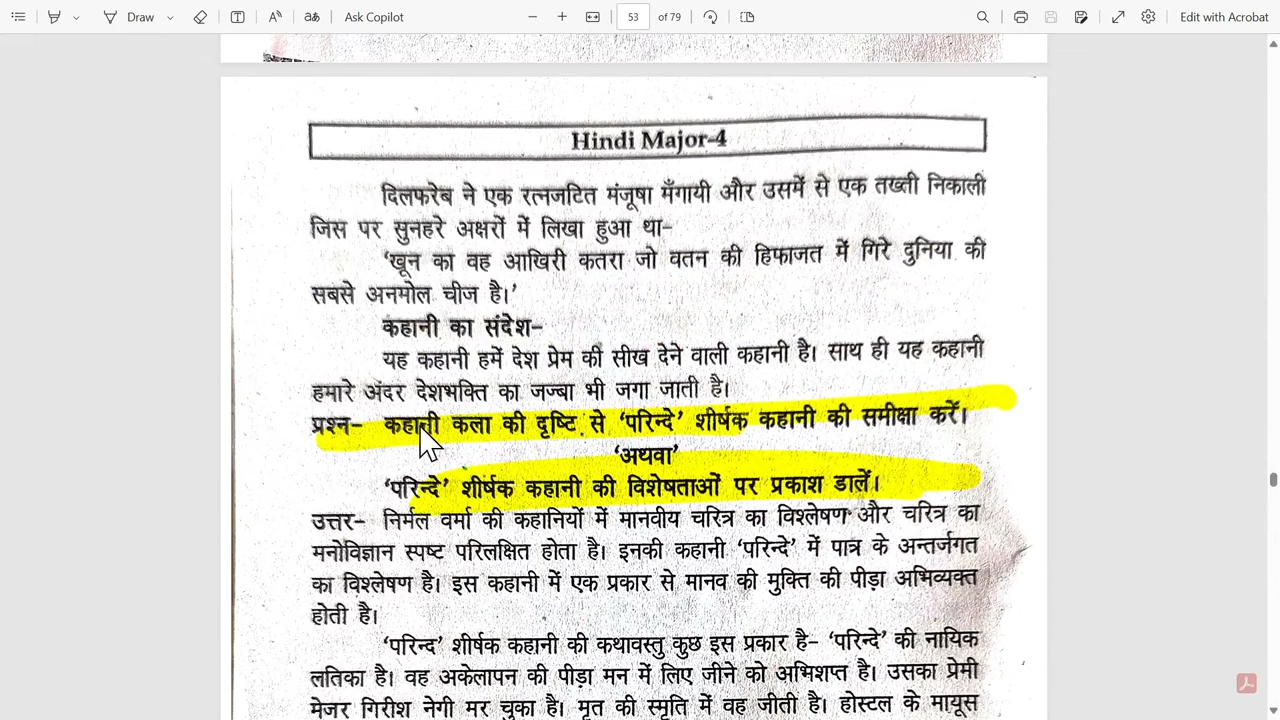 Draw
Ask Copilot
53 of 79
Edit with Acrobat
Hindi Major-4
दिलफरेब ने एक रत्नजटित मंजूषा मँगायी और उसमें से एक तख्ती निकाली
जिस पर सुनहरे अक्षरों में लिखा हुआ था–
'खून का वह आखिरी कतरा जो वतन की हिफाजत में गिरे दुनिया की
सबसे अनमोल चीज है।'
कहानी का संदेश–
यह कहानी हमें देश प्रेम की सीख देने वाली कहानी है। साथ ही यह कहानी
हमारे अंदर देशभक्ति का जज्बा भी जगा जाती है।
प्रश्न– कहानी कला की दृष्टि से 'परिन्दे' शीर्षक कहानी की समीक्षा करें।
'अथवा'
'परिन्दे' शीर्षक कहानी की विशेषताओं पर प्रकाश डालें।
उत्तर– निर्मल वर्मा की कहानियों में मानवीय चरित्र का विश्लेषण और चरित्र का
मनोविज्ञान स्पष्ट परिलक्षित होता है। इनकी कहानी 'परिन्दे' में पात्र के अन्तर्जगत
का विश्लेषण है। इस कहानी में एक प्रकार से मानव की मुक्ति की पीड़ा अभिव्यक्त
होती है।
'परिन्द' शीर्षक कहानी की कथावस्तु कुछ इस प्रकार है– 'परिन्दे' की नायिक
लतिका है। वह अकेलापन की पीड़ा मन में लिए जीने को अभिशप्त है। उसका प्रेमी
मेजर गिरीश नेगी मर चुका है। मृत की स्मृति में वह जीती है। होस्टल के मायूस